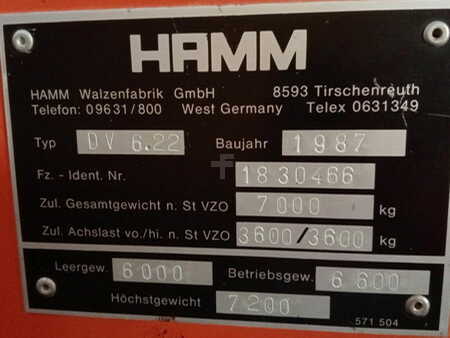 HAMM
HAMM Walzenfabrik GmbH 8593 Tirschenreuth
Telefon: 09631/800 West Germany Telex 0631349
Typ DV 6.22 Baujahr 1987
Fz. - Ident. Nr. 1830466
Zul. Gesamtgewicht n. St VZO 7000 kg
Zul. Achslast vo./hi. n. St VZO 3600/3600 kg
Leergew. 6000 Betriebsgew. 6600
Höchstgewicht 7200
571 504